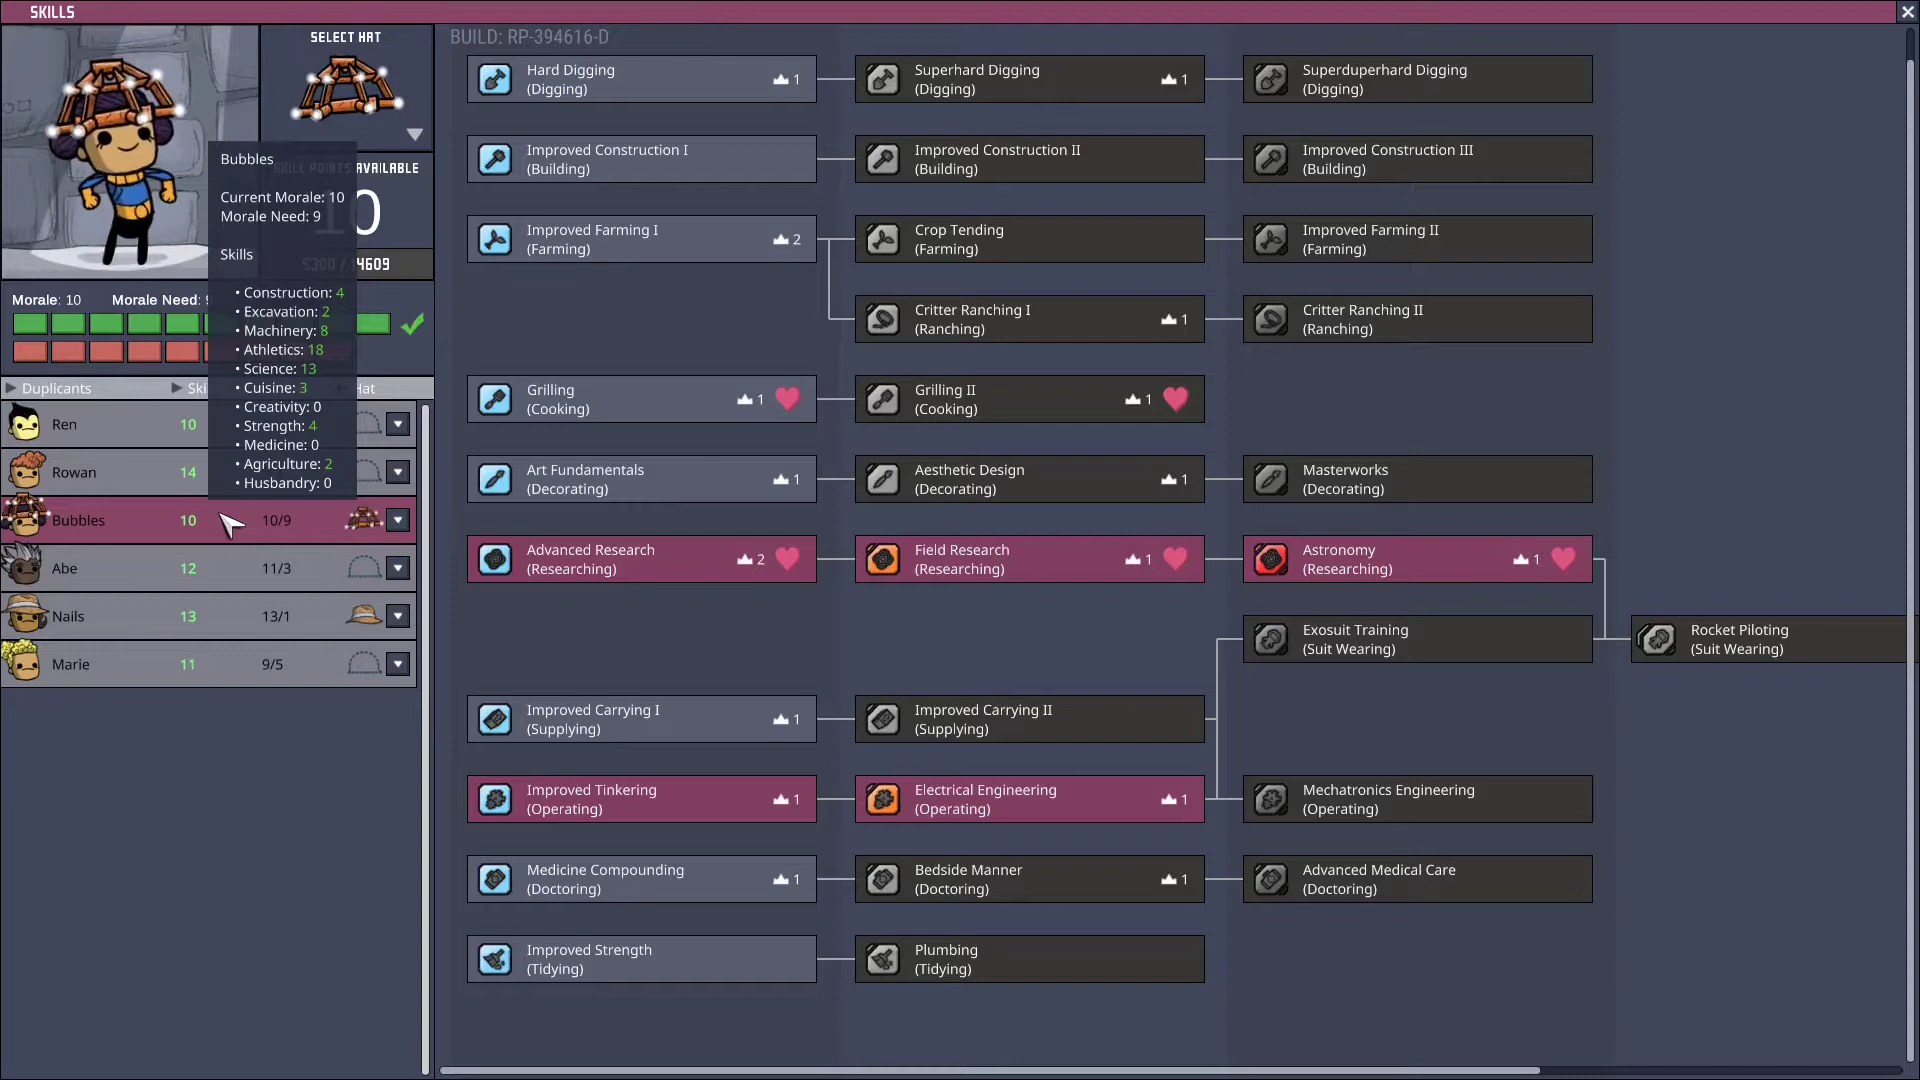 SKILLS
SELECT HAT
BUILD: RP-394616-D
SKILL POINTS AVAILABLE
10
Bubbles
Current Morale: 10
Morale Need: 9
Skills
• Construction: 4
• Excavation: 2
• Machinery: 8
• Athletics: 18
• Science: 13
• Cuisine: 3
• Creativity: 0
• Strength: 4
• Medicine: 0
• Agriculture: 2
• Husbandry: 0
Morale: 10 Morale Need: 9
Duplicants Ski Hat
Ren 10
Rowan 14
Bubbles 10 10/9
Abe 12 11/3
Nails 13 13/1
Marie 11 9/5
Hard Digging 1
(Digging)
Superhard Digging 1
(Digging)
Superduperhard Digging
(Digging)
Improved Construction I
(Building)
Improved Construction II
(Building)
Improved Construction III
(Building)
Improved Farming I 2
(Farming)
Crop Tending
(Farming)
Improved Farming II
(Farming)
Critter Ranching I 1
(Ranching)
Critter Ranching II
(Ranching)
Grilling 1
(Cooking)
Grilling II 1
(Cooking)
Art Fundamentals 1
(Decorating)
Aesthetic Design 1
(Decorating)
Masterworks
(Decorating)
Advanced Research 2
(Researching)
Field Research 1
(Researching)
Astronomy 1
(Researching)
Exosuit Training
(Suit Wearing)
Rocket Piloting
(Suit Wearing)
Improved Carrying I 1
(Supplying)
Improved Carrying II
(Supplying)
Improved Tinkering 1
(Operating)
Electrical Engineering 1
(Operating)
Mechatronics Engineering
(Operating)
Medicine Compounding 1
(Doctoring)
Bedside Manner 1
(Doctoring)
Advanced Medical Care
(Doctoring)
Improved Strength
(Tidying)
Plumbing
(Tidying)